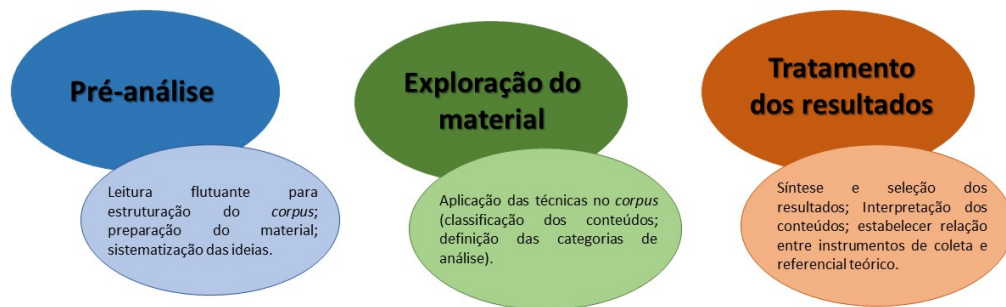 Pré-análise
Leitura flutuante para
estruturação do corpus;
preparação do material;
sistematização das ideias.
Exploração do
material
Aplicação das técnicas no corpus
(classificação dos conteúdos;
definição das categorias de
análise).
Tratamento
dos resultados
Síntese e seleção dos
resultados; Interpretação dos
conteúdos; estabelecer relação
entre instrumentos de coleta e
referencial teórico.